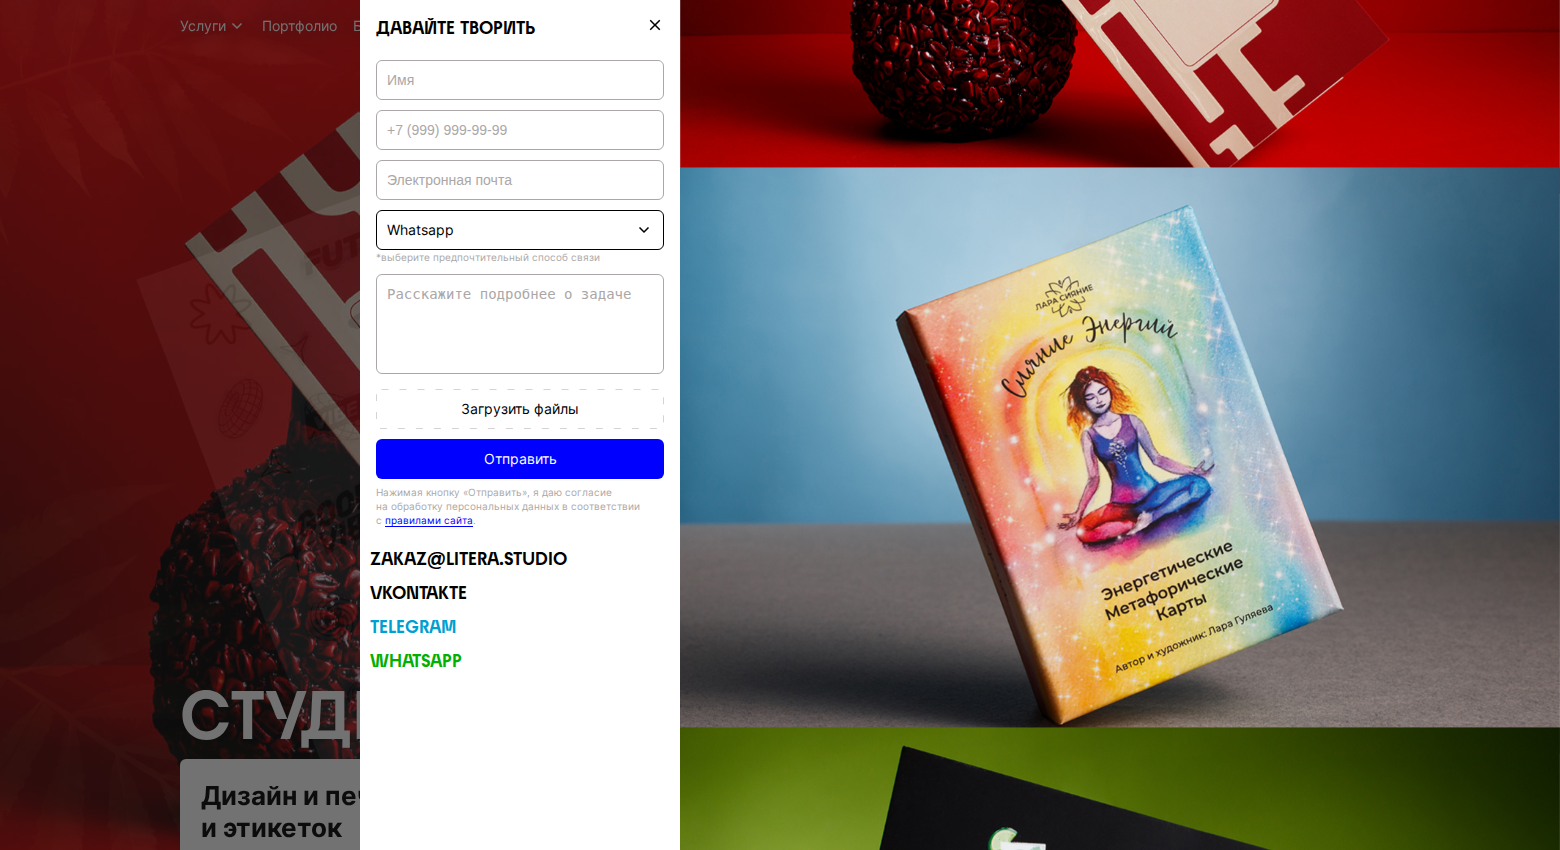 Услуги
Портфолио
Б
СТУДИ
Дизайн и печ
и этикеток
ДАВАЙТЕ ТВОРИТЬ
Имя
+7 (999) 999-99-99
Электронная почта
Whatsapp
*выберите предпочтительный способ связи
Расскажите подробнее о задаче
Загрузить файлы
Отправить
Нажимая кнопку «Отправить», я даю согласие
на обработку персональных данных в соответствии
с правилами сайта.
ZAKAZ@LITERA.STUDIO
VKONTAKTE
TELEGRAM
WHATSAPP
ЛАРА СИЯНИЕ
Сияние Энергий
Энергетические
Метафорические
Карты
Автор и художник: Лара Гуляева